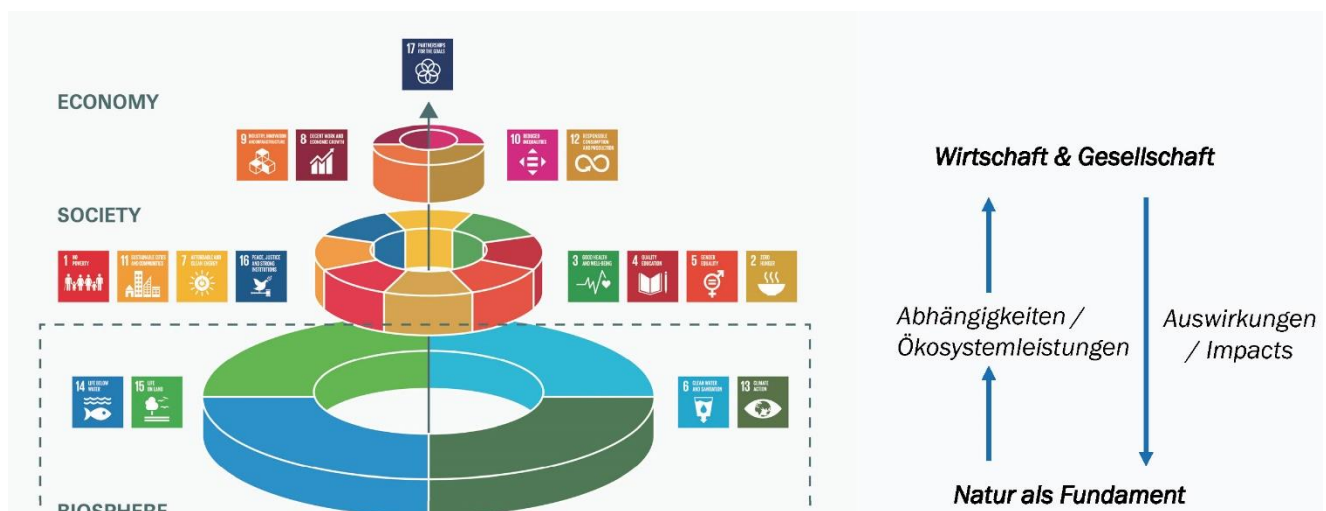 17 PARTNERSHIPS
FOR THE GOALS
ECONOMY
9 INDUSTRY, INNOVATION
AND INFRASTRUCTURE
8 DECENT WORK AND
ECONOMIC GROWTH
10 REDUCED
INEQUALITIES
12 RESPONSIBLE
CONSUMPTION
AND PRODUCTION
Wirtschaft & Gesellschaft
SOCIETY
1 NO
POVERTY
11 SUSTAINABLE CITIES
AND COMMUNITIES
7 AFFORDABLE AND
CLEAN ENERGY
16 PEACE, JUSTICE
AND STRONG
INSTITUTIONS
3 GOOD HEALTH
AND WELL-BEING
4 QUALITY
EDUCATION
5 GENDER
EQUALITY
2 ZERO
HUNGER
Abhängigkeiten /
Ökosystemleistungen
Auswirkungen
/ Impacts
14 LIFE BELOW
WATER
15 LIFE
ON LAND
6 CLEAN WATER
AND SANITATION
13 CLIMATE
ACTION
Natur als Fundament
BIOSPHERE